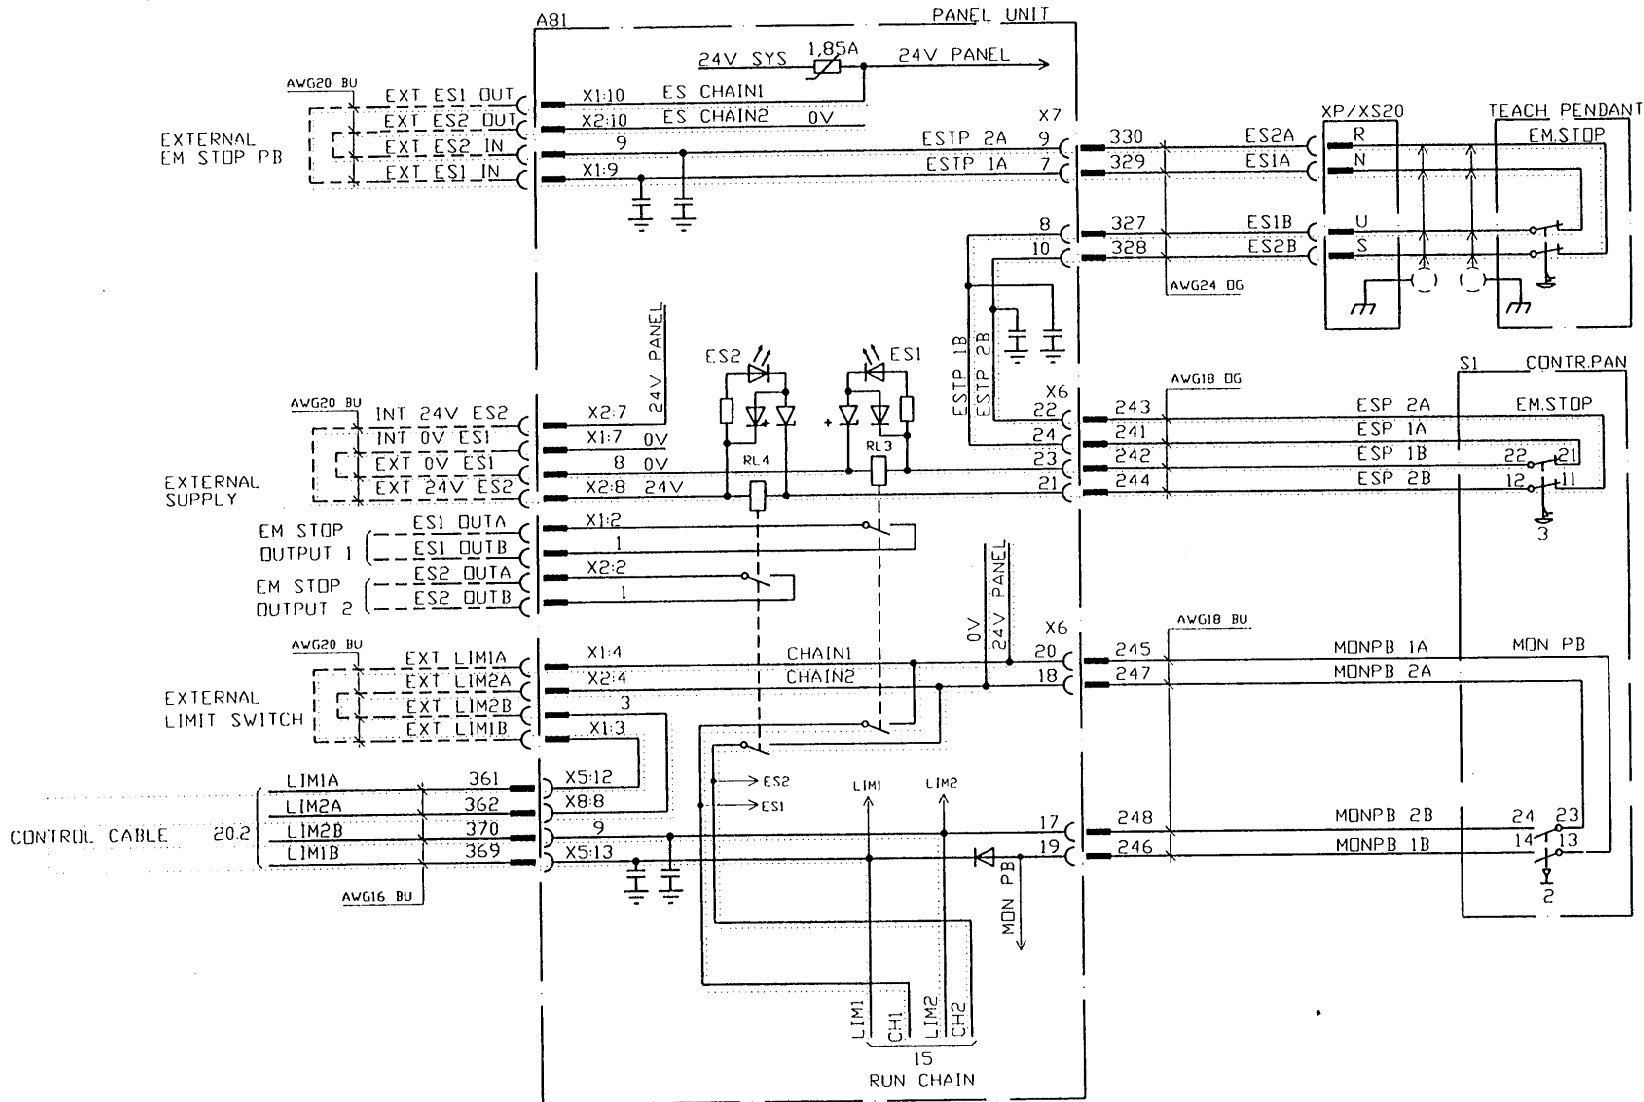 A81
PANEL UNIT
24V SYS
1,85A
24V PANEL
AWG20 BU
EXT ES1 OUT
X1:10
ES CHAIN1
EXT ES2 OUT
X2:10
ES CHAIN2
0V
EXTERNAL
EM STOP PB
EXT ES2 IN
9
EXT ES1 IN
X1:9
X7
ESTP 2A
9
330
ES2A
ESTP 1A
7
329
ES1A
8
327
ES1B
10
328
ES2B
AWG24 OG
XP/XS20
TEACH PENDANT
R
EM.STOP
N
U
S
24V PANEL
ES2
ES1
ESTP 1B
ESTP 2B
AWG20 BU
INT 24V ES2
X2:7
INT 0V ES1
X1:7
0V
EXT 0V ES1
8
0V
EXTERNAL
SUPPLY
EXT 24V ES2
X2:8
24V
RL4
RL3
X6
22
243
ESP 2A
24
241
ESP 1A
23
242
ESP 1B
21
244
ESP 2B
AWG18 OG
S1
CONTR.PAN
EM.STOP
22
21
12
11
3
EM STOP
OUTPUT 1
ES1 OUTA
X1:2
ES1 OUTB
1
EM STOP
OUTPUT 2
ES2 OUTA
X2:2
ES2 OUTB
1
0V
24V PANEL
AWG20 BU
EXT LIM1A
X1:4
CHAIN1
EXT LIM2A
X2:4
CHAIN2
EXTERNAL
LIMIT SWITCH
EXT LIM2B
3
EXT LIM1B
X1:3
X6
20
245
MONPB 1A
MON PB
18
247
MONPB 2A
AWG18 BU
CONTROL CABLE
20.2
LIM1A
361
X5:12
LIM2A
362
X8:8
LIM2B
370
9
LIM1B
369
X5:13
AWG16 BU
ES2
ES1
LIM1
LIM2
17
248
MONPB 2B
24
23
19
246
MONPB 1B
14
13
2
MON PB
LIM1
CH1
LIM2
CH2
15
RUN CHAIN